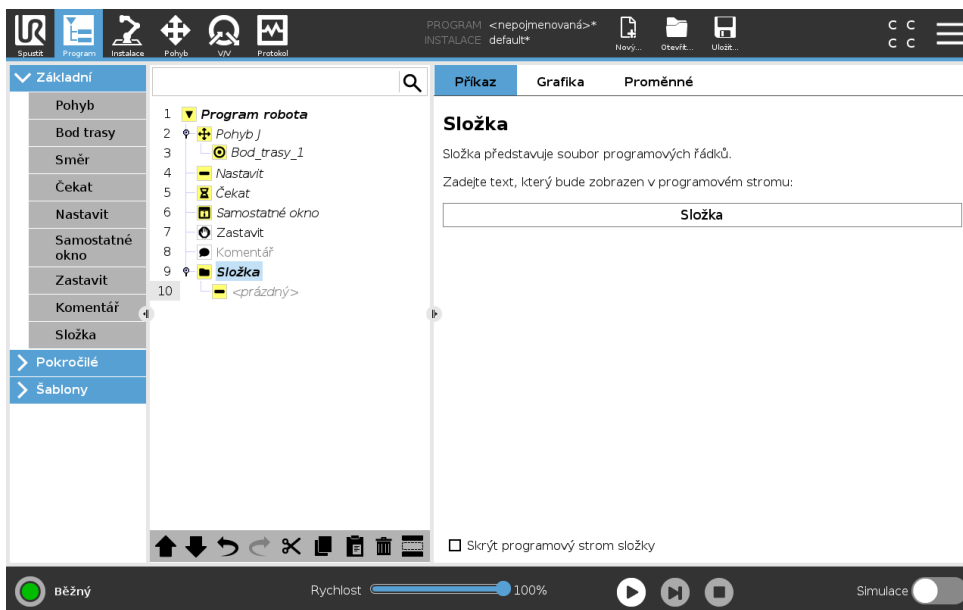 UR
Spustit
Program
Instalace
Pohyb
V/V
Protokol
PROGRAM <nepojmenovaná>*
INSTALACE default*
Nový...
Otevřít...
Uložit...
C C
C C
Základní
Pohyb
Bod trasy
Směr
Čekat
Nastavit
Samostatné
okno
Zastavit
Komentář
Složka
Pokročilé
Šablony
1 Program robota
2 Pohyb J
3 Bod_trasy_1
4 Nastavit
5 Čekat
6 Samostatné okno
7 Zastavit
8 Komentář
9 Složka
10 <prázdný>
Příkaz Grafika Proměnné
Složka
Složka představuje soubor programových řádků.
Zadejte text, který bude zobrazen v programovém stromu:
Složka
Skrýt programový strom složky
Běžný
Rychlost 100%
Simulace